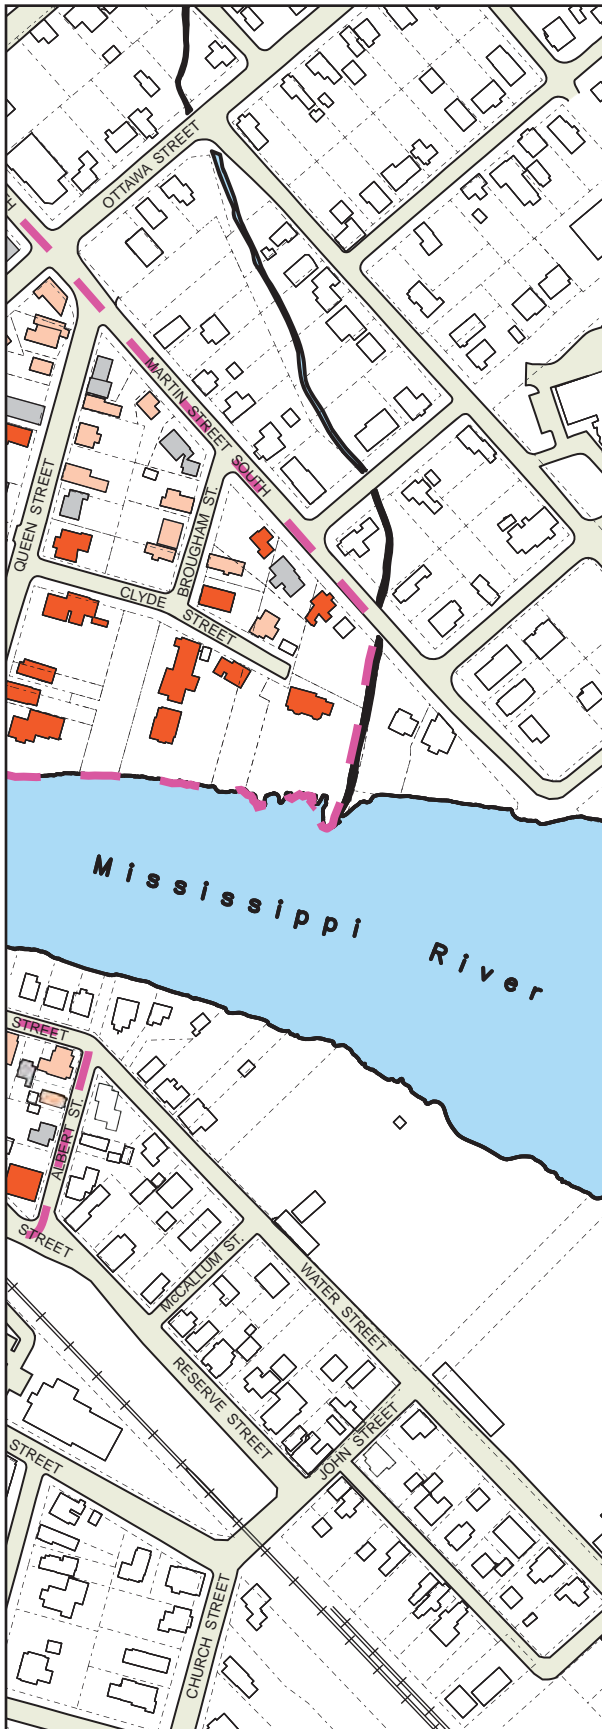 OTTAWA STREET
TH
MARTIN STREET SOUTH
QUEEN STREET
BROUGHAM ST.
CLYDE STREET
Mississippi River
STREET
ALBERT ST.
STREET
McCALLUM ST.
WATER STREET
RESERVE STREET
JOHN STREET
STREET
CHURCH STREET